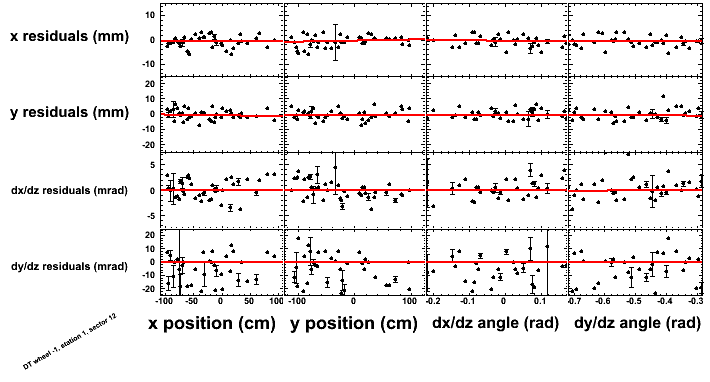 x residuals (mm)
10
0
-10
y residuals (mm)
20
10
0
-10
-20
dx/dz residuals (mrad)
5
0
-5
dy/dz residuals (mrad)
20
10
0
-10
-20
-100 -50 0 50 100 -100 0 100 -0.2 -0.1 0 0.1 -0.7 -0.6 -0.5 -0.4 -0.3
x position (cm) y position (cm) dx/dz angle (rad) dy/dz angle (rad)
DT wheel -1, station 1, sector 12